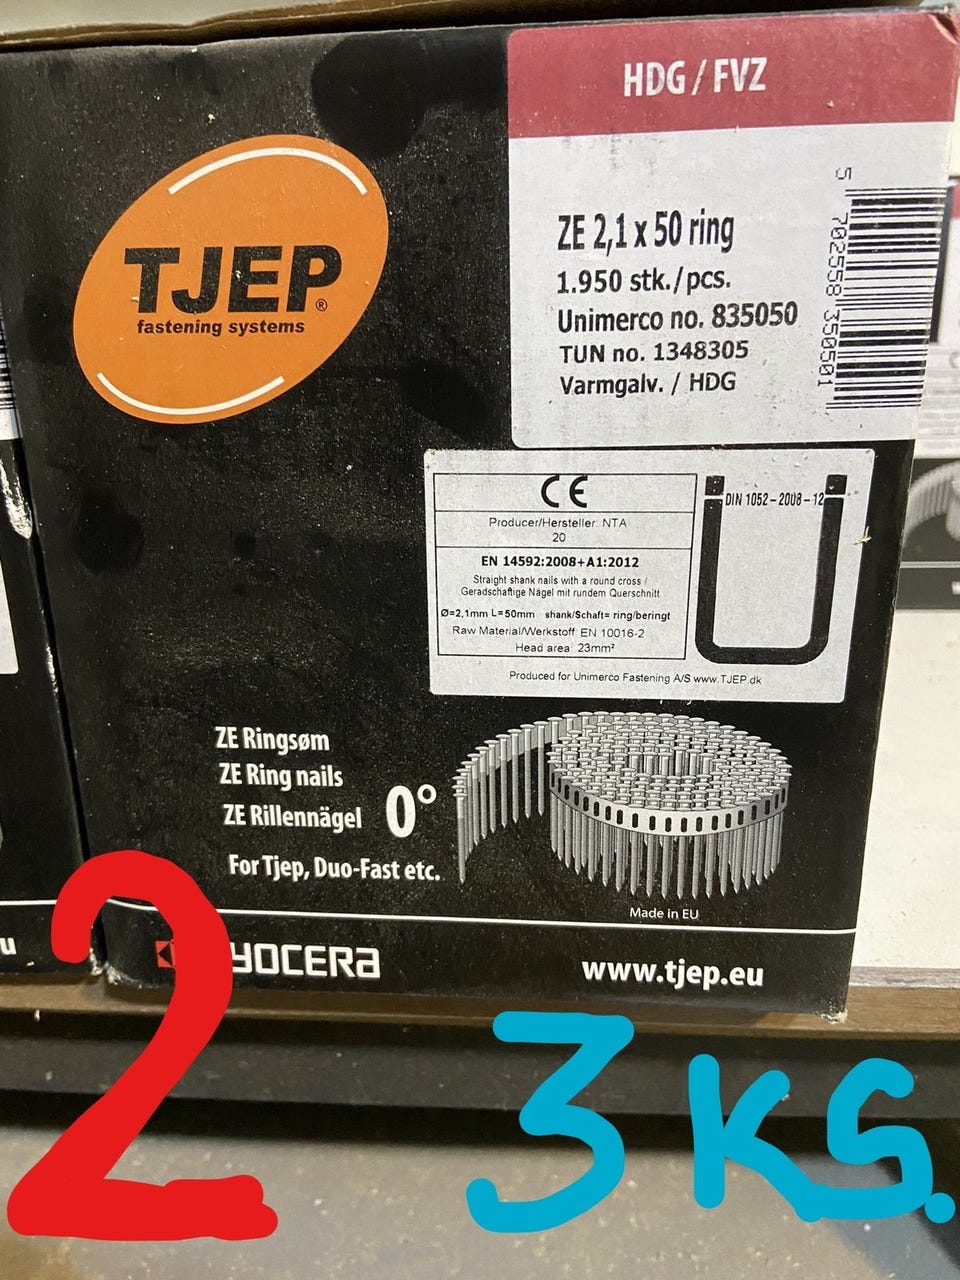 HDG / FVZ
TJEP®
fastening systems
ZE 2,1 x 50 ring
1.950 stk./pcs.
Unimerco no. 835050
TUN no. 1348305
Varmgalv. / HDG
5 702558 350501
CE
Producer/Hersteller: NTA
20
EN 14592:2008+A1:2012
Straight shank nails with a round cross /
Geradschaftige Nägel mit rundem Querschnitt
Ø=2,1mm L=50mm shank/Schaft= ring/beringt
Raw Material/Werkstoff: EN 10016-2
Head area: 23mm²
DIN 1052-2008-12
Produced for Unimerco Fastening A/S www.TJEP.dk
ZE Ringsøm
ZE Ring nails
ZE Rillennägel
0°
For Tjep, Duo-Fast etc.
Made in EU
u
YOCERA
www.tjep.eu
2
3 KS.